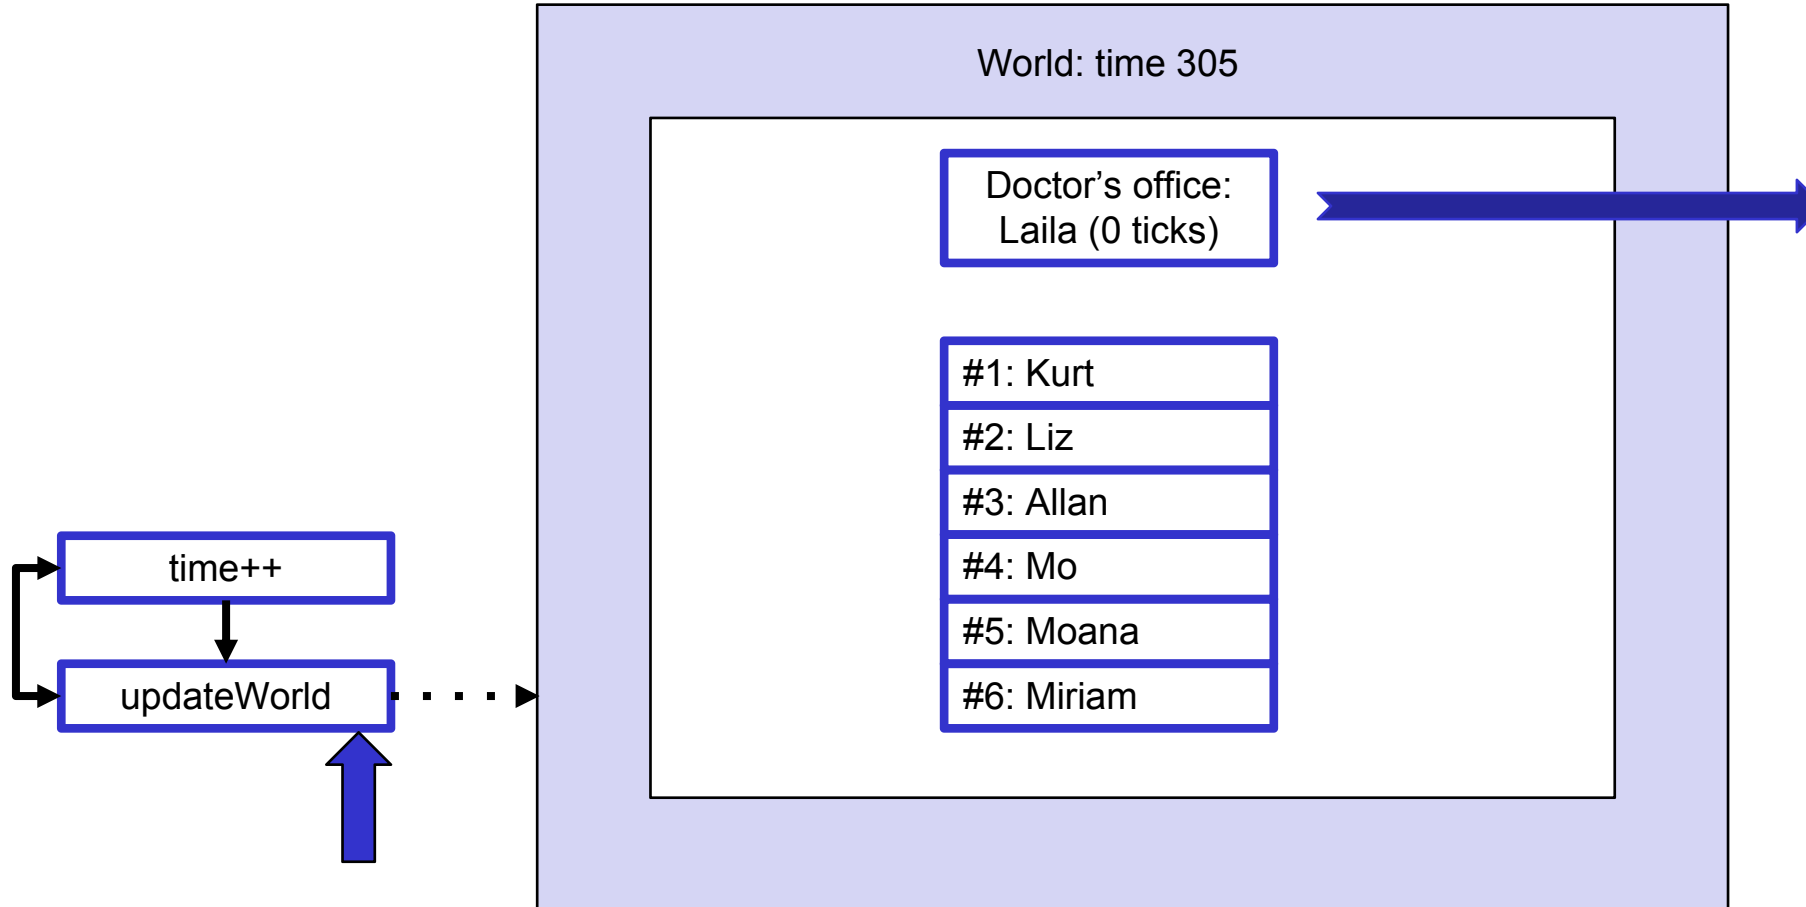 World: time 305
Doctor’s office:
Laila (0 ticks)
#1: Kurt
#2: Liz
#3: Allan
#4: Mo
#5: Moana
#6: Miriam
time++
updateWorld